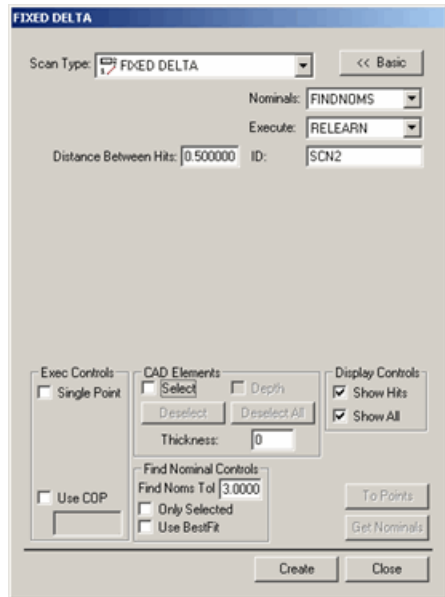 FIXED DELTA
Scan Type: FIXED DELTA << Basic
Nominals: FINDNOMS
Execute: RELEARN
Distance Between Hits: 0.500000 ID: SCN2
Exec Controls CAD Elements Display Controls
Single Point Select Depth Show Hits
Deselect Deselect All Show All
Thickness: 0
Find Nominal Controls
Find Noms Tol 3.0000
Use COP Only Selected To Points
Use BestFit Get Nominals
Create Close